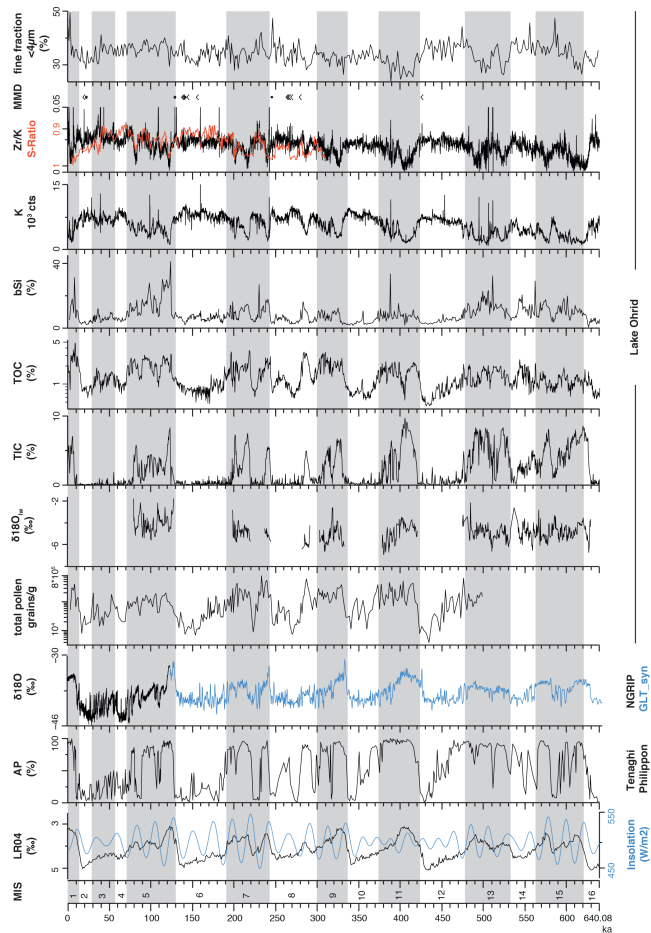 fine fraction
<4µm
(%)
50
30
MMD
Zr/K
S-Ratio
0.05
0.9
0
0.1
K
10³ cts
15
0
bSi
(%)
40
0
TOC
(%)
5
1
TIC
(%)
10
5
0
δ18Olw
(‰)
-2
-6
total pollen
grains/g
8*10⁵
10⁴
δ18O
(‰)
-30
-46
AP
(%)
100
50
0
LR04
(‰)
3
5
550
450
Lake Ohrid
NGRIP
GLT_syn
Tenaghi
Philippon
Insolation
(W/m2)
MIS
1 2 3 4 5 6 7 8 9 10 11 12 13 14 15 16
0 50 100 150 200 250 300 350 400 450 500 550 600 640.08
ka